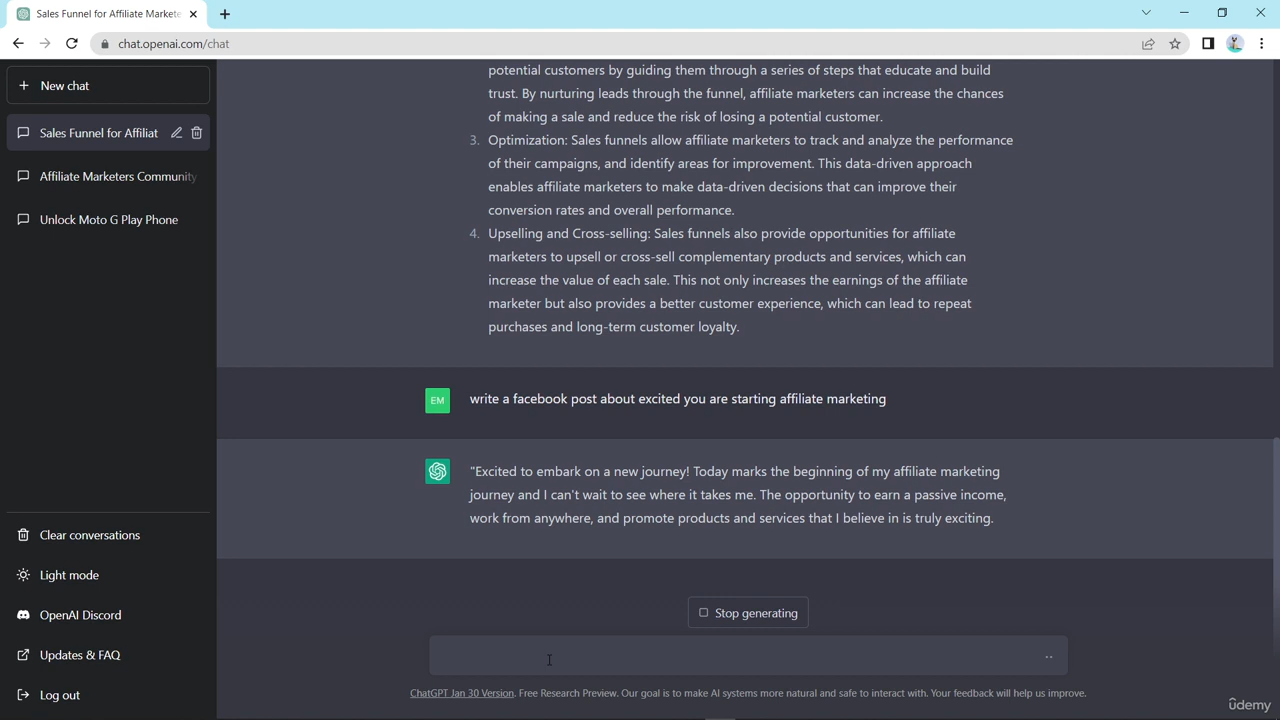 Sales Funnel for Affiliate Markete
chat.openai.com/chat
New chat
Sales Funnel for Affiliat
Affiliate Marketers Community
Unlock Moto G Play Phone
Clear conversations
Light mode
OpenAI Discord
Updates & FAQ
Log out
potential customers by guiding them through a series of steps that educate and build
trust. By nurturing leads through the funnel, affiliate marketers can increase the chances
of making a sale and reduce the risk of losing a potential customer.
3. Optimization: Sales funnels allow affiliate marketers to track and analyze the performance
of their campaigns, and identify areas for improvement. This data-driven approach
enables affiliate marketers to make data-driven decisions that can improve their
conversion rates and overall performance.
4. Upselling and Cross-selling: Sales funnels also provide opportunities for affiliate
marketers to upsell or cross-sell complementary products and services, which can
increase the value of each sale. This not only increases the earnings of the affiliate
marketer but also provides a better customer experience, which can lead to repeat
purchases and long-term customer loyalty.
EM write a facebook post about excited you are starting affiliate marketing
"Excited to embark on a new journey! Today marks the beginning of my affiliate marketing
journey and I can't wait to see where it takes me. The opportunity to earn a passive income,
work from anywhere, and promote products and services that I believe in is truly exciting.
Stop generating
ChatGPT Jan 30 Version. Free Research Preview. Our goal is to make AI systems more natural and safe to interact with. Your feedback will help us improve.
ûdemy